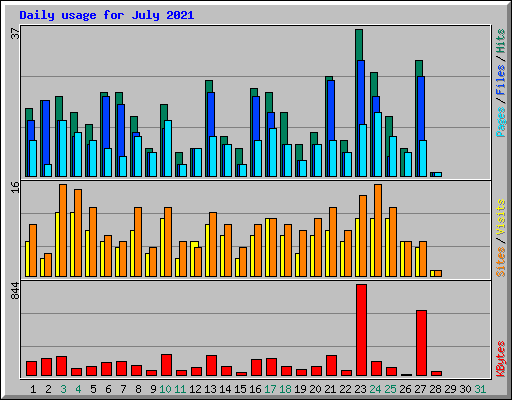 Daily usage for July 2021
37
Pages / Files / Hits
16
Sites / Visits
844
KBytes
1 2 3 4 5 6 7 8 9 10 11 12 13 14 15 16 17 18 19 20 21 22 23 24 25 26 27 28 29 30 31